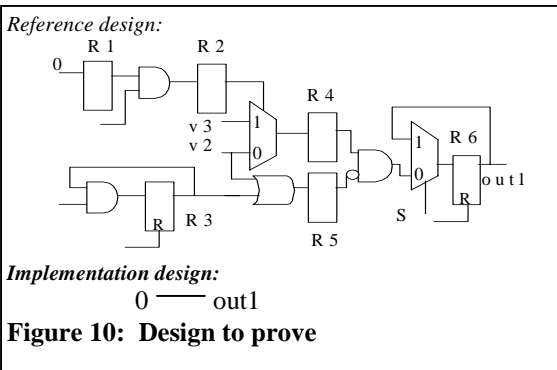 Reference design:
R 1
R 2
0
R 4
v 3
1
v 2
0
1
R 6
0
out1
R
R 3
R
S
R 5
Implementation design:
0 out1
Figure 10: Design to prove